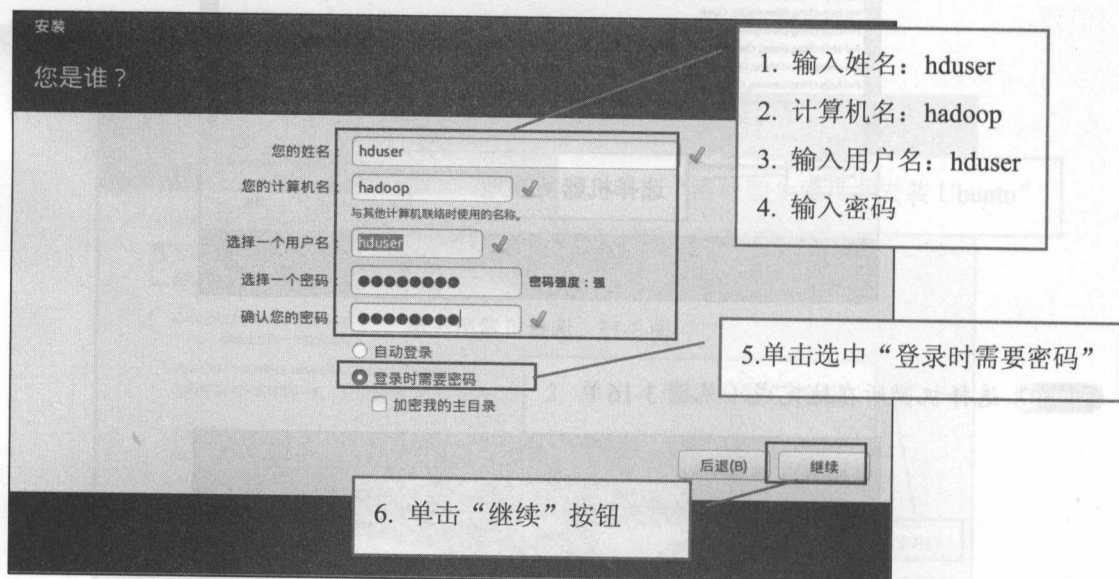 安装
您是谁？
您的姓名： hduser
您的计算机名： hadoop
与其他计算机联络时使用的名称。
选择一个用户名： hduser
选择一个密码： ●●●●●●●● 密码强度：强
确认您的密码： ●●●●●●●●
自动登录
登录时需要密码
加密我的主目录
后退(B) 继续
1. 输入姓名：hduser
2. 计算机名：hadoop
3. 输入用户名：hduser
4. 输入密码
5.单击选中“登录时需要密码”
6. 单击“继续”按钮